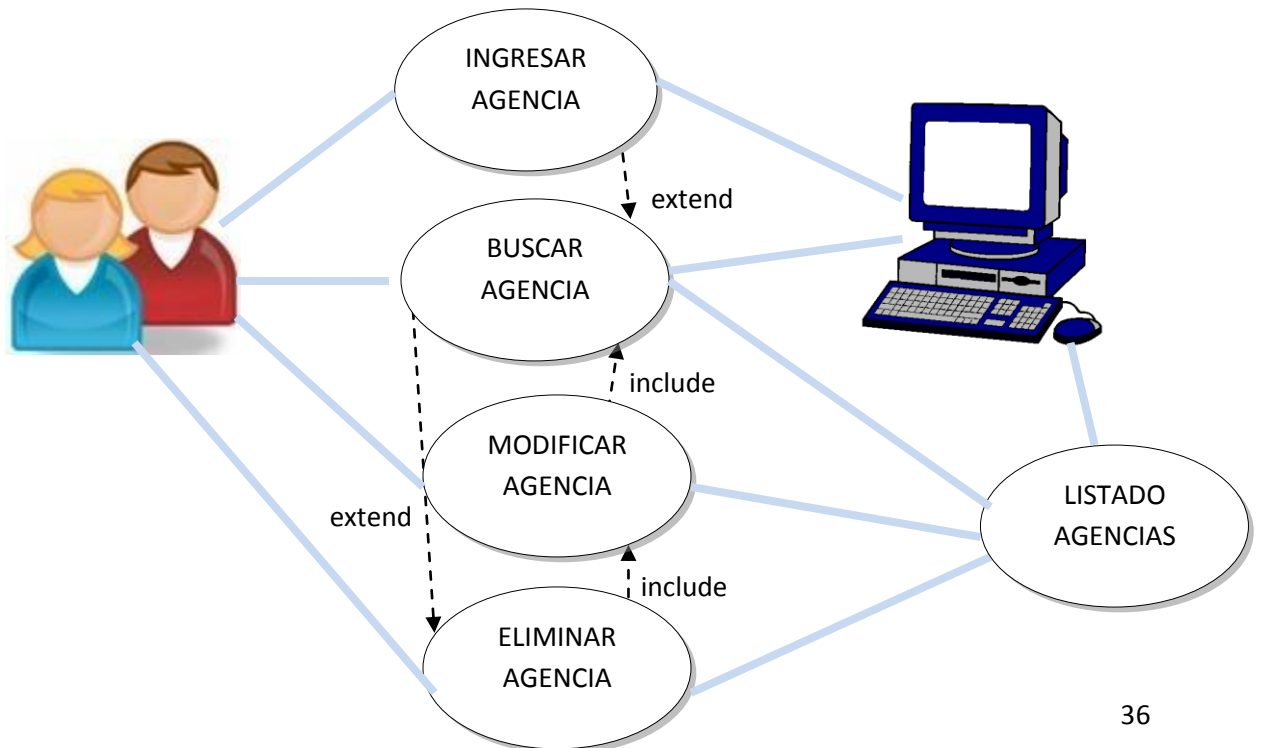 INGRESAR
AGENCIA
extend
BUSCAR
AGENCIA
include
MODIFICAR
AGENCIA
extend
LISTADO
AGENCIAS
include
ELIMINAR
AGENCIA
36